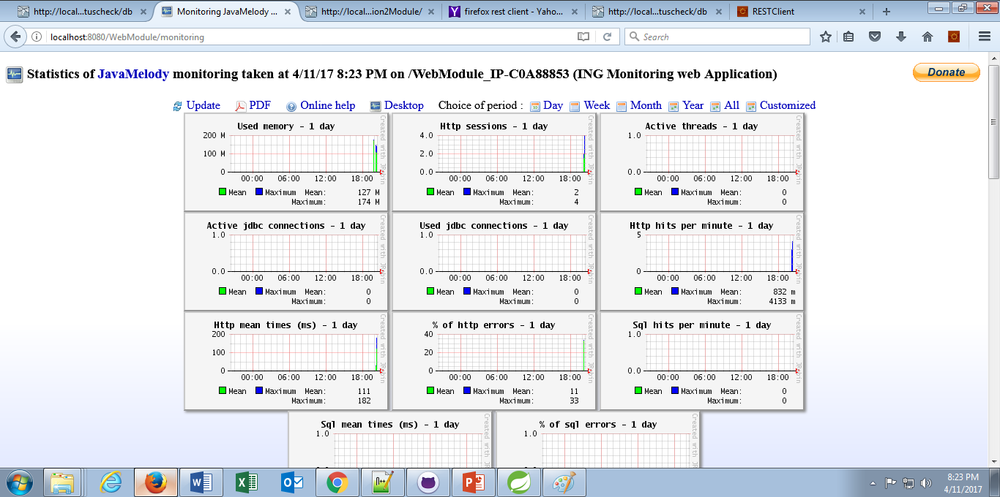 http://local...tuscheck/db
Monitoring JavaMelody ...
http://local...ion2Module/
firefox rest client - Yaho...
http://local...tuscheck/db
RESTClient
localhost:8080/WebModule/monitoring
Search
Statistics of JavaMelody monitoring taken at 4/11/17 8:23 PM on /WebModule_IP-C0A88853 (ING Monitoring web Application)
Donate
Update PDF Online help Desktop Choice of period : Day Week Month Year All Customized
Used memory - 1 day
200 M
100 M
0
00:00 06:00 12:00 18:00
Mean Maximum Mean: 127 M
Maximum: 174 M
Created with JRobin
Http sessions - 1 day
4.0
2.0
0.0
00:00 06:00 12:00 18:00
Mean Maximum Mean: 2
Maximum: 4
Created with JRobin
Active threads - 1 day
1.0
0.0
00:00 06:00 12:00 18:00
Mean Maximum Mean: 0
Maximum: 0
Created with JRobin
Active jdbc connections - 1 day
1.0
0.0
00:00 06:00 12:00 18:00
Mean Maximum Mean: 0
Maximum: 0
Created with JRobin
Used jdbc connections - 1 day
1.0
0.0
00:00 06:00 12:00 18:00
Mean Maximum Mean: 0
Maximum: 0
Created with JRobin
Http hits per minute - 1 day
5
0
00:00 06:00 12:00 18:00
Mean Maximum Mean: 832 m
Maximum: 4133 m
Created with JRobin
Http mean times (ms) - 1 day
200
100
0
00:00 06:00 12:00 18:00
Mean Maximum Mean: 111
Maximum: 182
Created with JRobin
% of http errors - 1 day
40
20
0
00:00 06:00 12:00 18:00
Mean Maximum Mean: 11
Maximum: 33
Created with JRobin
Sql hits per minute - 1 day
1.0
0.0
00:00 06:00 12:00 18:00
Mean Maximum Mean: 0
Maximum: 0
Created with JRobin
Sql mean times (ms) - 1 day
1.0
Created with
% of sql errors - 1 day
1.0
Created with
8:23 PM
4/11/2017